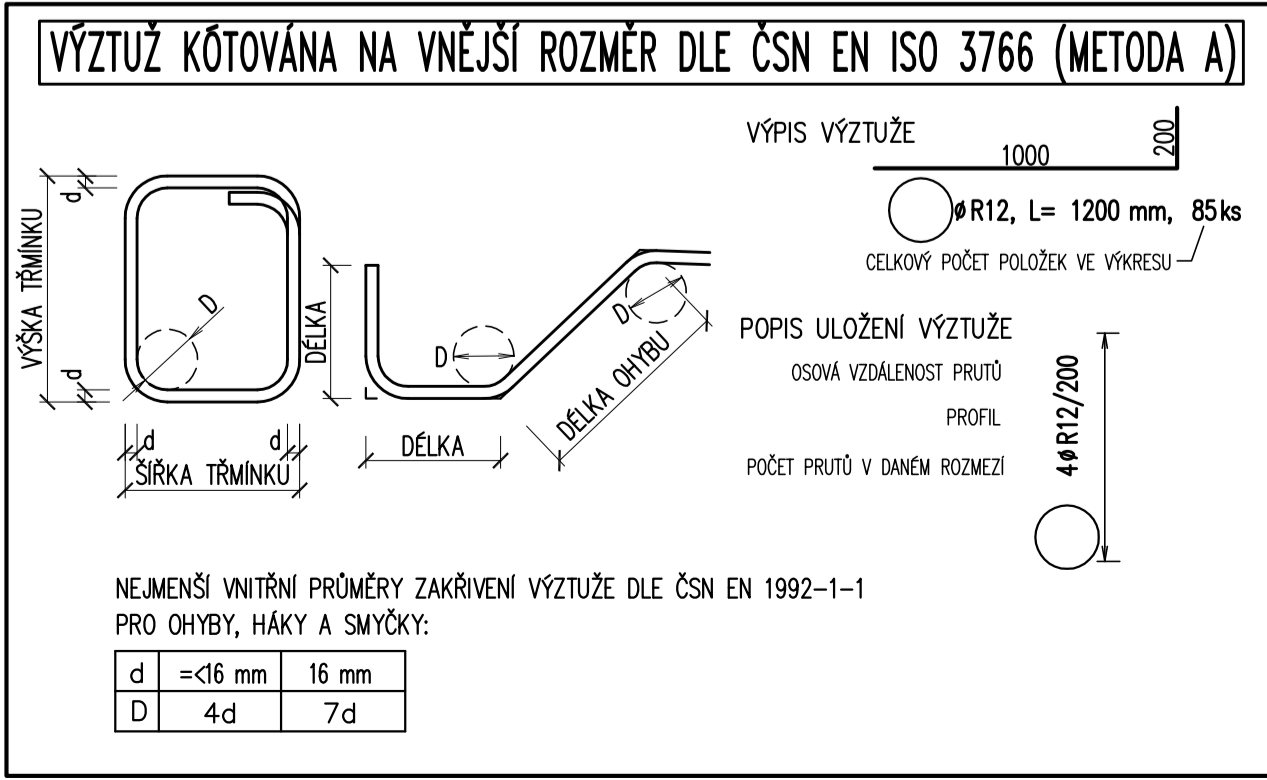 VÝZTUŽ KÓTOVÁNA NA VNĚJŠÍ ROZMĚR DLE ČSN EN ISO 3766 (METODA A)
VÝPIS VÝZTUŽE
1000
200
øR12, L= 1200 mm, 85ks
CELKOVÝ POČET POLOŽEK VE VÝKRESU
d
VÝŠKA TŘMÍNKU
D
d
d
d
ŠÍŘKA TŘMÍNKU
DÉLKA
D
DÉLKA
D
DÉLKA OHYBU
POPIS ULOŽENÍ VÝZTUŽE
OSOVÁ VZDÁLENOST PRUTŮ
PROFIL
POČET PRUTŮ V DANÉM ROZMEZÍ
4øR12/200
NEJMENŠÍ VNITŘNÍ PRŮMĚRY ZAKŘIVENÍ VÝZTUŽE DLE ČSN EN 1992-1-1
PRO OHYBY, HÁKY A SMYČKY:
d =<16 mm 16 mm
D 4d 7d